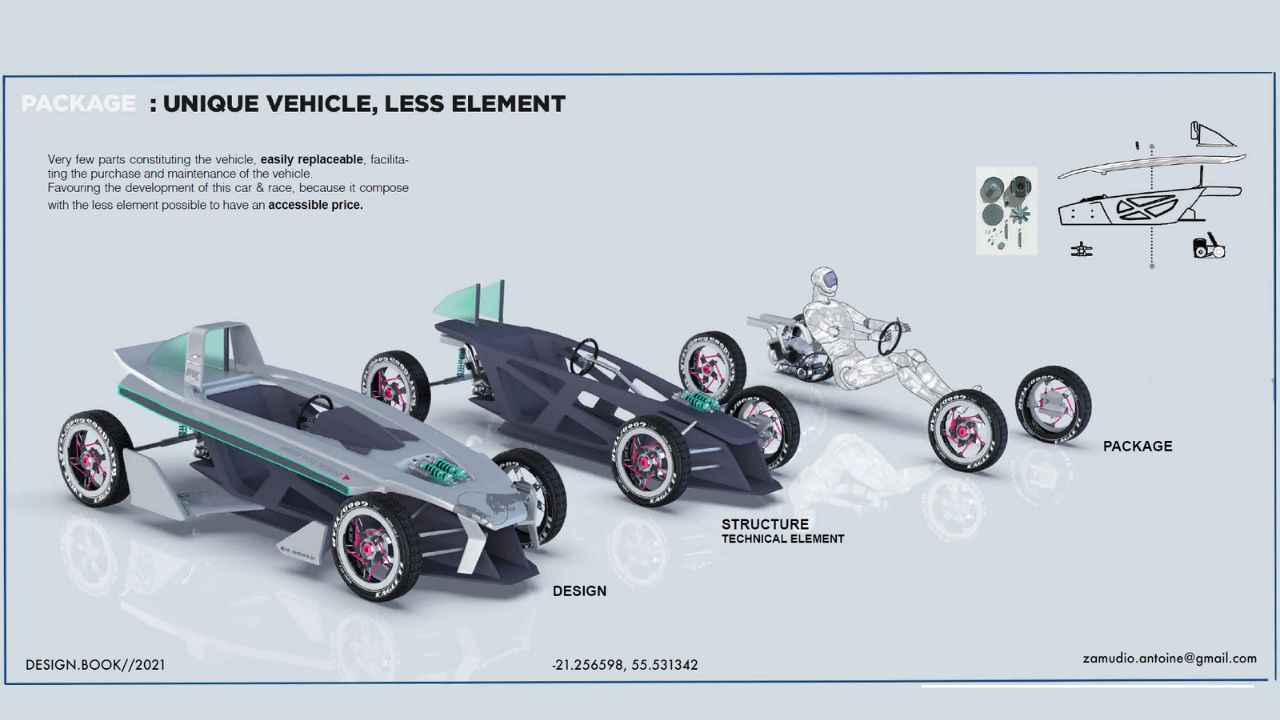 PACKAGE : UNIQUE VEHICLE, LESS ELEMENT
Very few parts constituting the vehicle, easily replaceable, facilita-
ting the purchase and maintenance of the vehicle.
Favouring the development of this car & race, because it compose
with the less element possible to have an accessible price.
PACKAGE
STRUCTURE
TECHNICAL ELEMENT
DESIGN
GOODYEAR
EAGLE
DESIGN.BOOK//2021
-21.256598, 55.531342
zamudio.antoine@gmail.com